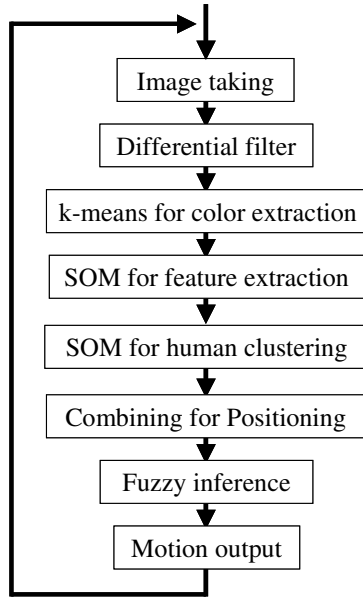 Image taking
Differential filter
k-means for color extraction
SOM for feature extraction
SOM for human clustering
Combining for Positioning
Fuzzy inference
Motion output